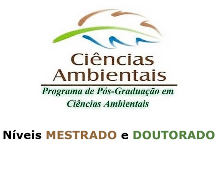 Ciências
Ambientais
Programa de Pós-Graduação em
Ciências Ambientais
Níveis MESTRADO e DOUTORADO